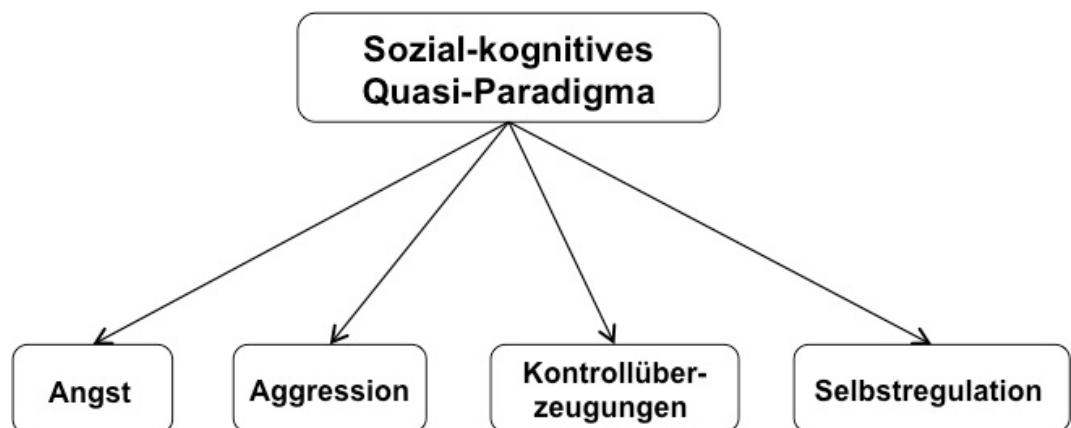 Sozial-kognitives
Quasi-Paradigma
Angst
Aggression
Kontrollüber-
zeugungen
Selbstregulation